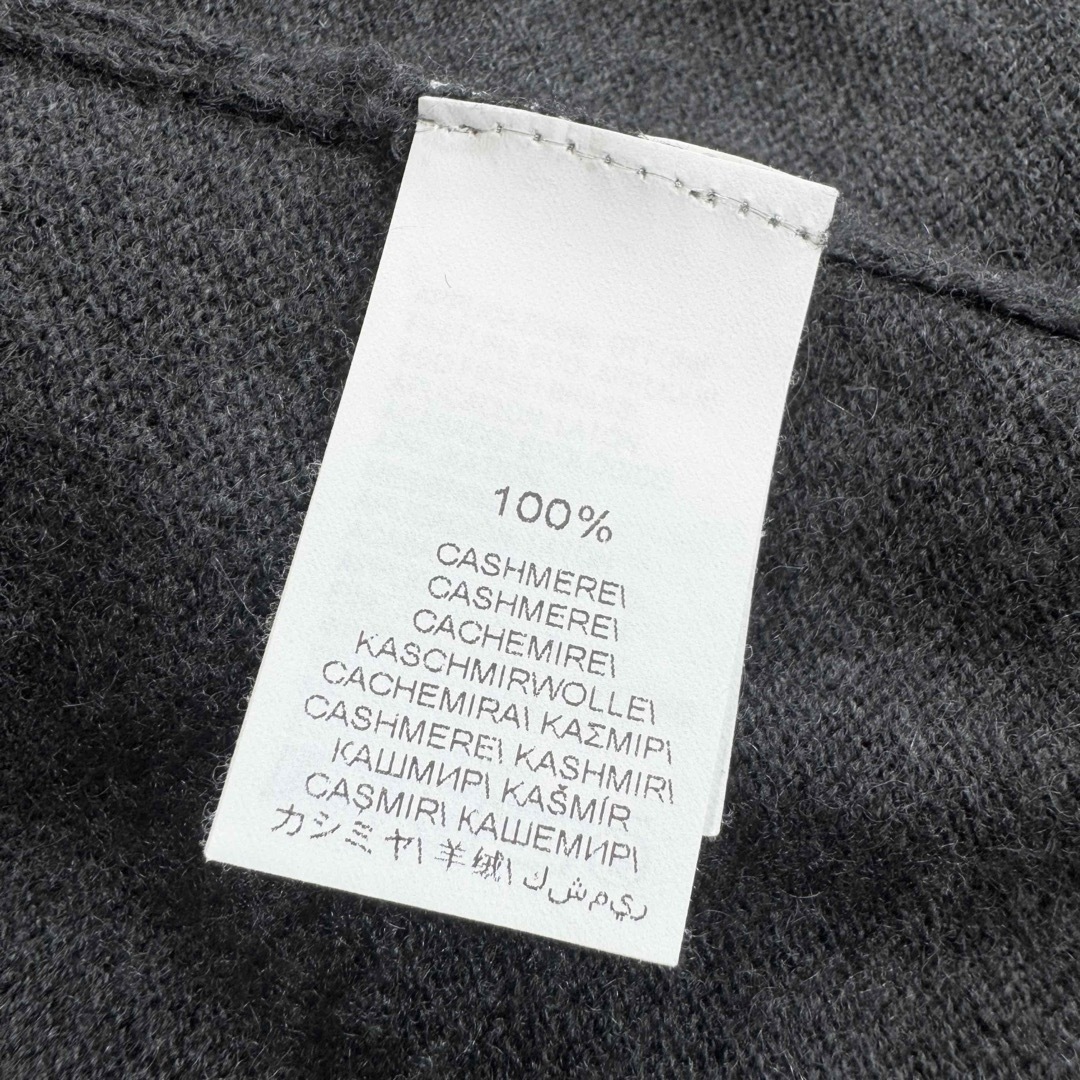 100%
CASHMERE\
CASHMERE\
CACHEMIRE\
KASCHMIRWOLLE\
CACHEMIRA\ ΚΑΣΜΙΡ\
CASHMERE\ KASHMIR\
КАШМИР\ KAŠMÍR
CAŞMIR\ КАШЕМИР\
カシミヤ\ 羊绒\ ري م ش ك